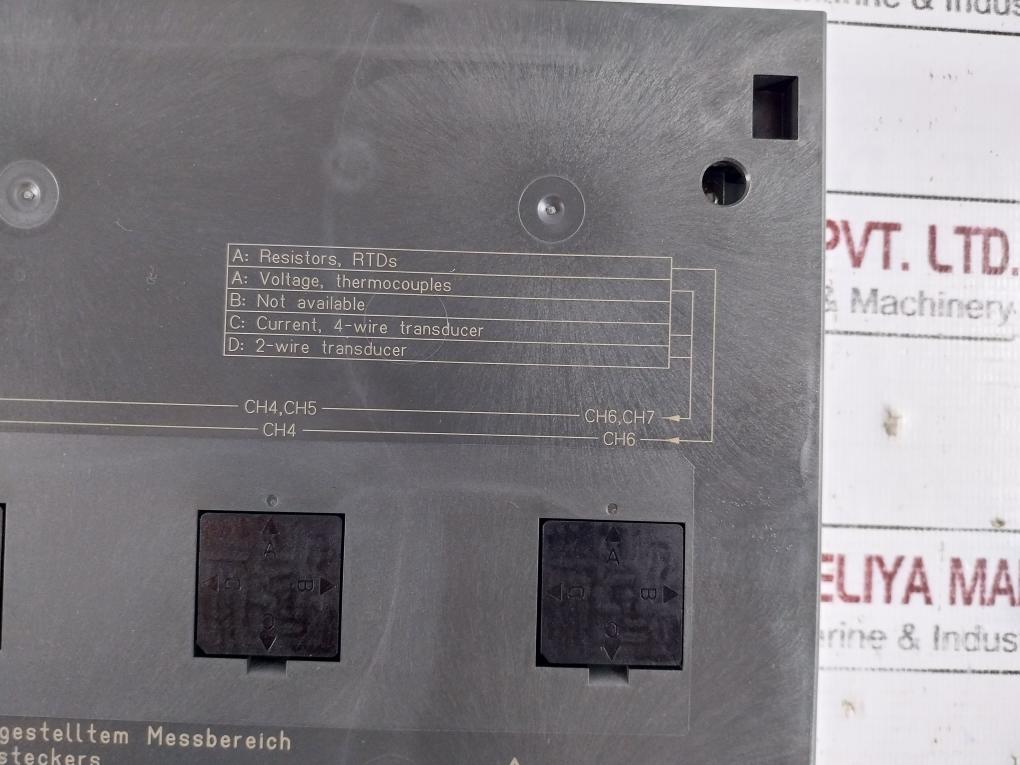 & Indus
PVT. LTD.
& Machinery
A: Resistors, RTDs
A: Voltage, thermocouples
B: Not available
C: Current, 4-wire transducer
D: 2-wire transducer
CH4,CH5
CH6,CH7
CH4
CH6
A
B
C
D
A
B
C
D
ELIYA MA
rine & Indus
gestelltem Messbereich
steckers